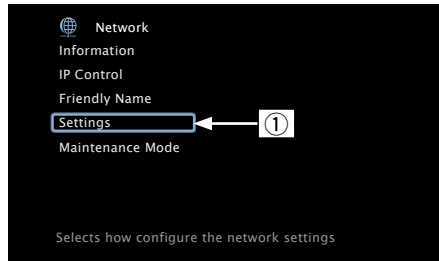 Network
Information
IP Control
Friendly Name
Settings
①
Maintenance Mode
Selects how configure the network settings